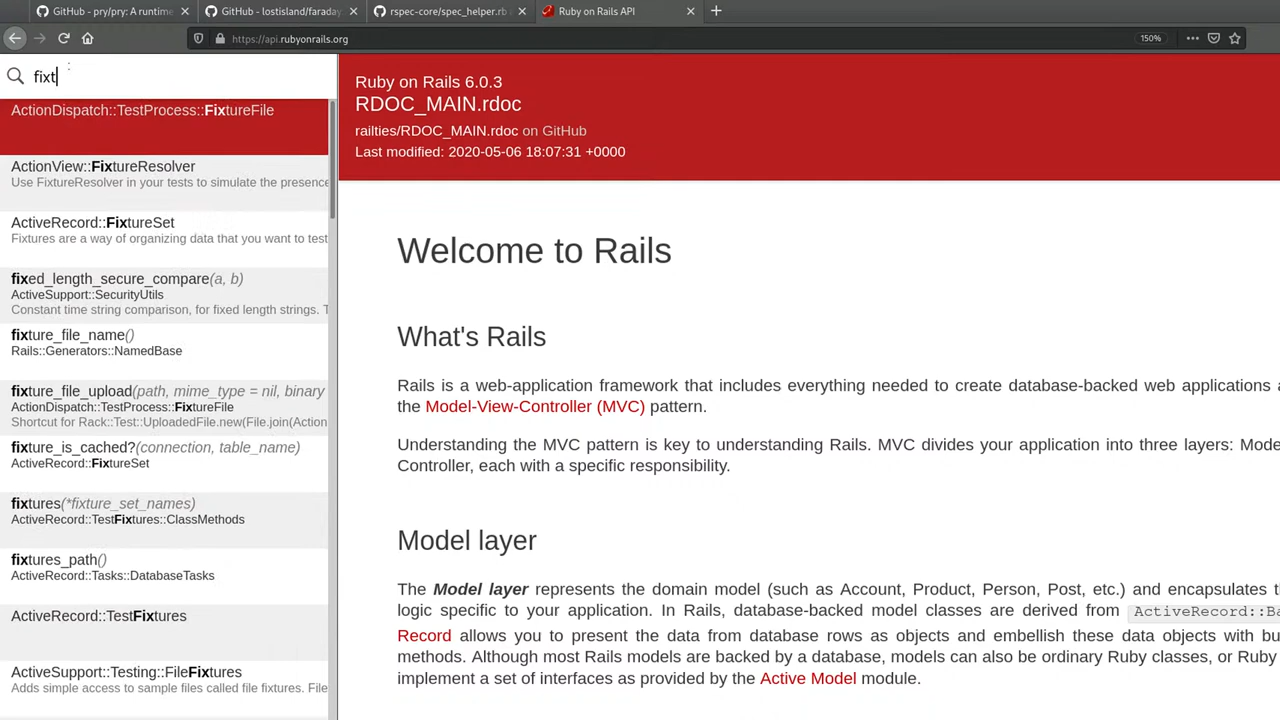 GitHub - pry/pry: A runtime
GitHub - lostisland/faraday
rspec-core/spec_helper.rb
Ruby on Rails API
https://api.rubyonrails.org
150%
fixt
ActionDispatch::TestProcess::FixtureFile
ActionView::FixtureResolver
Use FixtureResolver in your tests to simulate the presence
ActiveRecord::FixtureSet
Fixtures are a way of organizing data that you want to test
fixed_length_secure_compare(a, b)
ActiveSupport::SecurityUtils
Constant time string comparison, for fixed length strings.
fixture_file_name()
Rails::Generators::NamedBase
fixture_file_upload(path, mime_type = nil, binary
ActionDispatch::TestProcess::FixtureFile
Shortcut for Rack::Test::UploadedFile.new(File.join(Action
fixture_is_cached?(connection, table_name)
ActiveRecord::FixtureSet
fixtures(*fixture_set_names)
ActiveRecord::TestFixtures::ClassMethods
fixtures_path()
ActiveRecord::Tasks::DatabaseTasks
ActiveRecord::TestFixtures
ActiveSupport::Testing::FileFixtures
Adds simple access to sample files called file fixtures. File
Ruby on Rails 6.0.3
RDOC_MAIN.rdoc
railties/RDOC_MAIN.rdoc on GitHub
Last modified: 2020-05-06 18:07:31 +0000
Welcome to Rails
What's Rails
Rails is a web-application framework that includes everything needed to create database-backed web applications
the Model-View-Controller (MVC) pattern.
Understanding the MVC pattern is key to understanding Rails. MVC divides your application into three layers: Mode
Controller, each with a specific responsibility.
Model layer
The Model layer represents the domain model (such as Account, Product, Person, Post, etc.) and encapsulates
logic specific to your application. In Rails, database-backed model classes are derived from ActiveRecord::Ba
Record allows you to present the data from database rows as objects and embellish these data objects with bu
methods. Although most Rails models are backed by a database, models can also be ordinary Ruby classes, or Ruby
implement a set of interfaces as provided by the Active Model module.